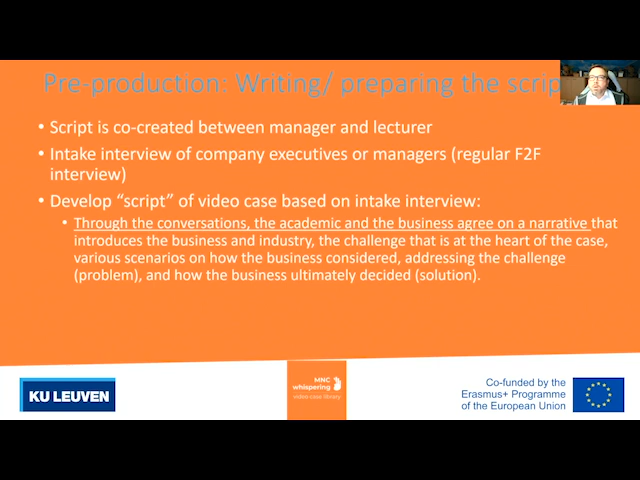 Pre-production: Writing/ preparing the scrip
• Script is co-created between manager and lecturer
• Intake interview of company executives or managers (regular F2F
interview)
• Develop “script” of video case based on intake interview:
• Through the conversations, the academic and the business agree on a narrative that
introduces the business and industry, the challenge that is at the heart of the case,
various scenarios on how the business considered, addressing the challenge
(problem), and how the business ultimately decided (solution).
KU LEUVEN
MNC
whispering
video case library
Co-funded by the
Erasmus+ Programme
of the European Union